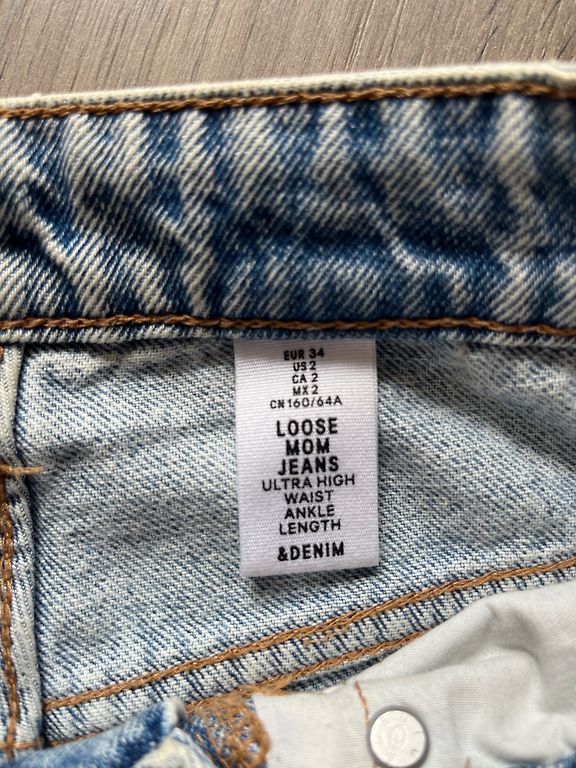 EUR 34
US 2
CA 2
MX 2
CN 160/64A
LOOSE
MOM
JEANS
ULTRA HIGH
WAIST
ANKLE
LENGTH
&DENIM